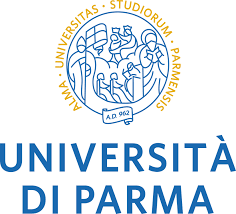 ALMA · UNIVERSITAS · STUDIORUM · PARMENSIS
A.D. 962
UNIVERSITÀ
DI PARMA